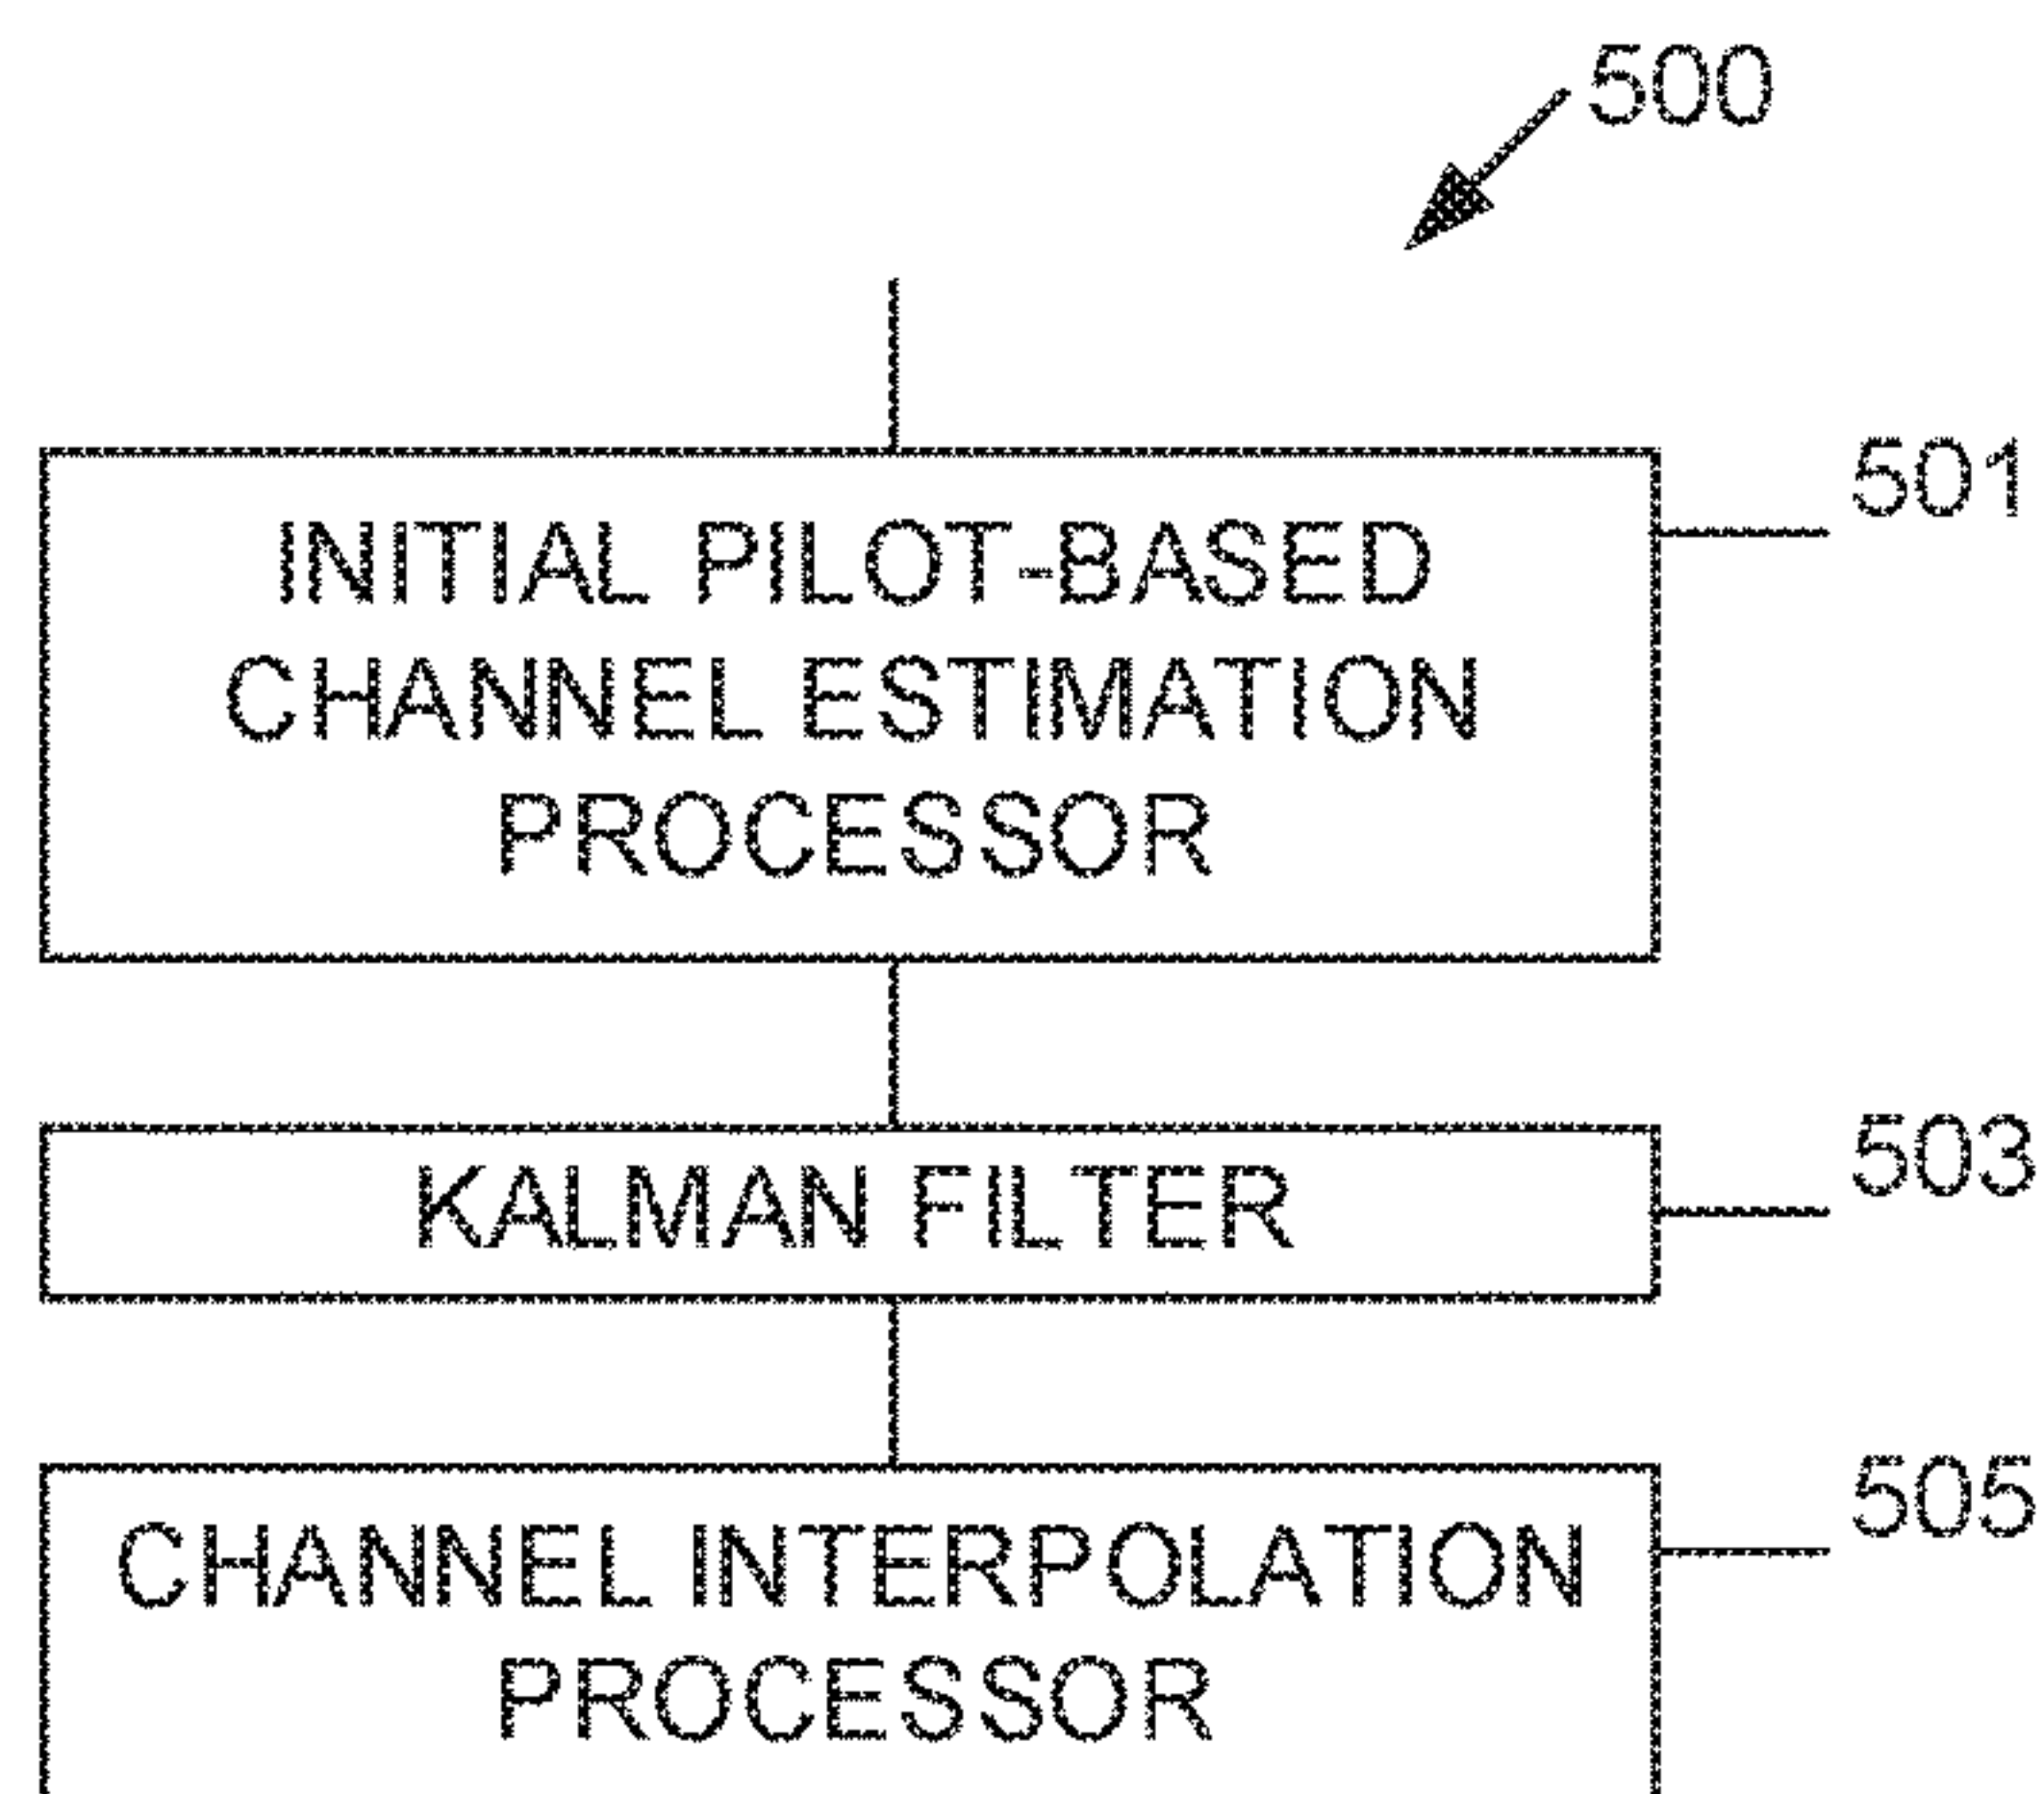 500
501
INITIAL PILOT-BASED
CHANNEL ESTIMATION
PROCESSOR
503
KALMAN FILTER
505
CHANNEL INTERPOLATION
PROCESSOR